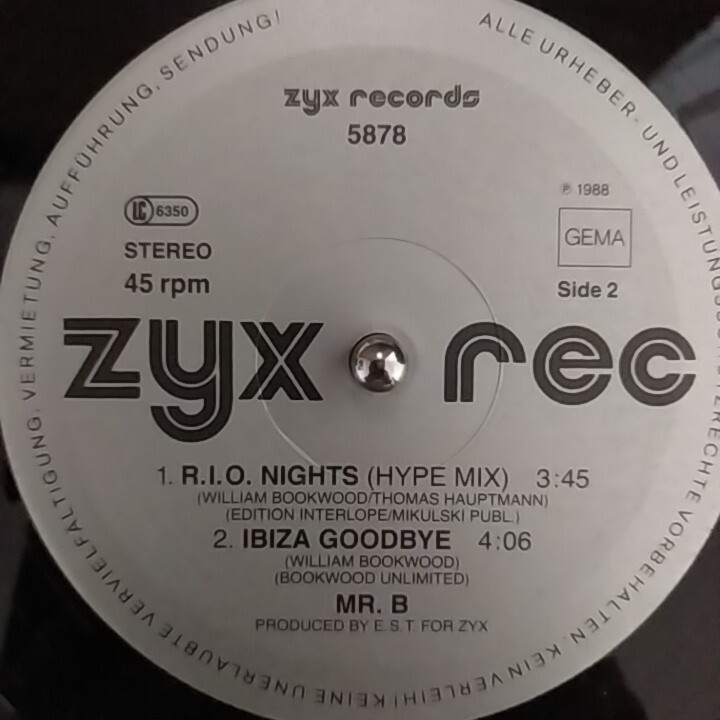 ALLE URHEBER- UND LEISTUNGSSCHUTZRECHTE VORBEHALTEN. KEIN VERLEIH! KEINE UNERLAUBTE VERVIELFÄLTIGUNG, VERMIETUNG, AUFFÜHRUNG, SENDUNG!
zyx records
5878
LC 6350
℗ 1988
STEREO
GEMA
45 rpm
Side 2
zyx rec
1. R.I.O. NIGHTS (HYPE MIX) 3:45
(WILLIAM BOOKWOOD/THOMAS HAUPTMANN)
(EDITION INTERLOPE/MIKULSKI PUBL.)
2. IBIZA GOODBYE 4:06
(WILLIAM BOOKWOOD)
(BOOKWOOD UNLIMITED)
MR. B
PRODUCED BY E.S.T. FOR ZYX